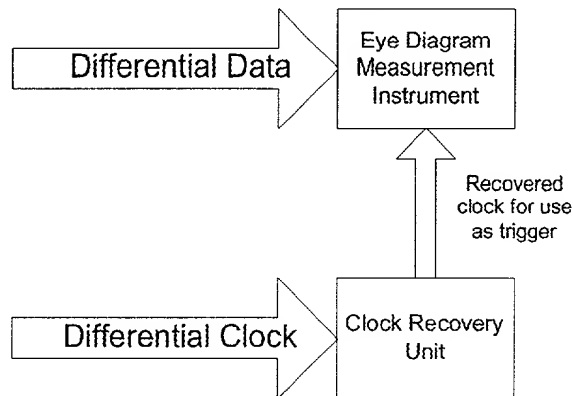 Differential Data
Eye Diagram
Measurement
Instrument
Recovered
clock for use
as trigger
Differential Clock
Clock Recovery
Unit